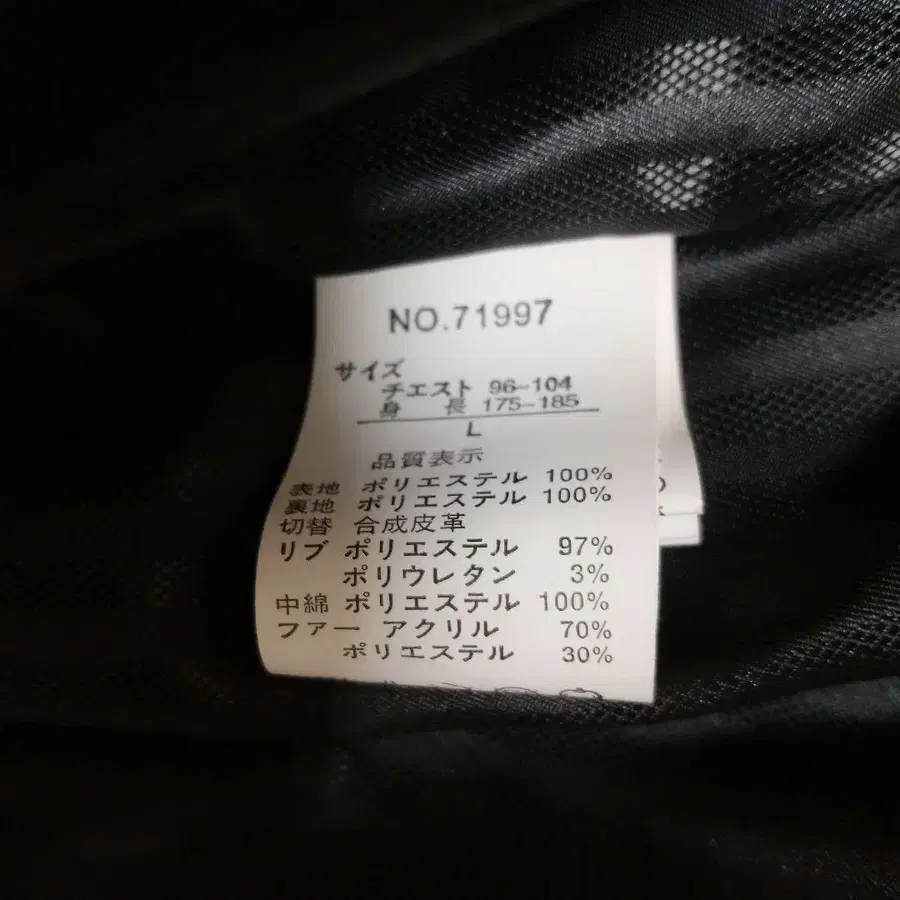 NO.71997
サイズ
チエスト 96-104
身 長 175-185
L
品質表示
表地 ポリエステル 100%
裏地 ポリエステル 100%
切替 合成皮革
リブ ポリエステル 97%
ポリウレタン 3%
中綿 ポリエステル 100%
ファー アクリル 70%
ポリエステル 30%